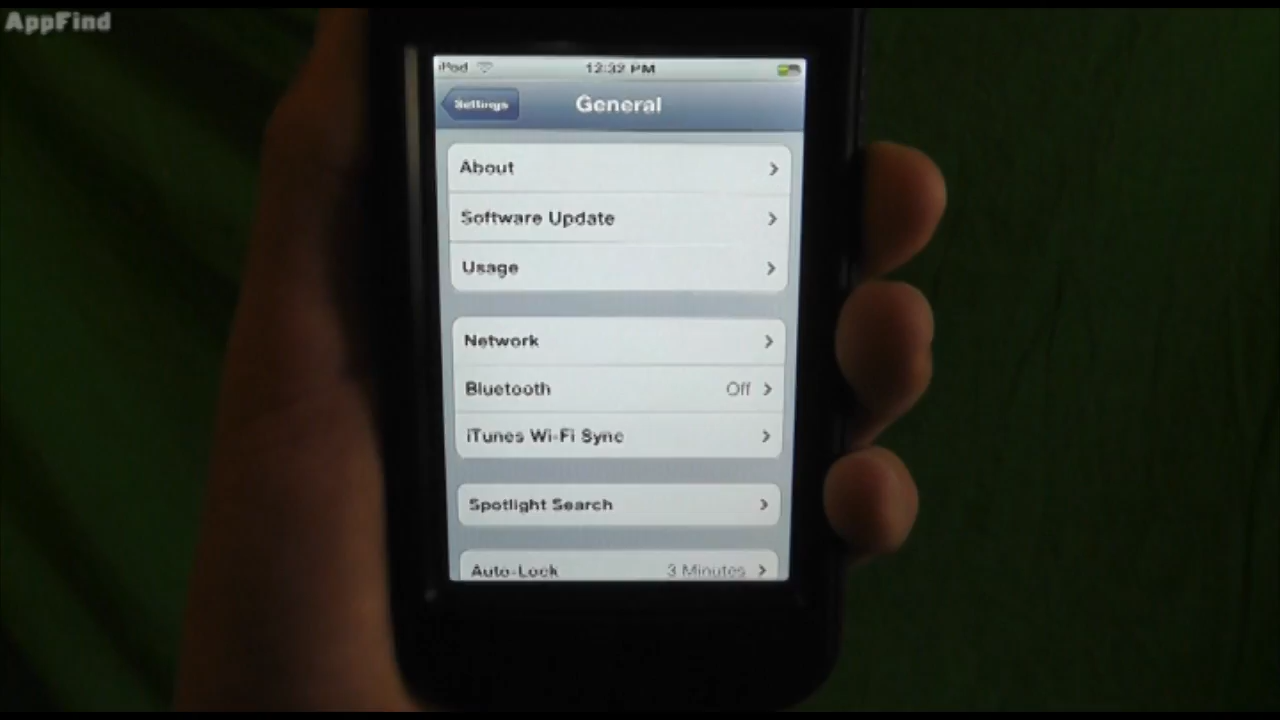 AppFind
iPod 12:32 PM
Settings General
About
Software Update
Usage
Network
Bluetooth Off
iTunes Wi-Fi Sync
Spotlight Search
Auto-Lock 3 Minutes